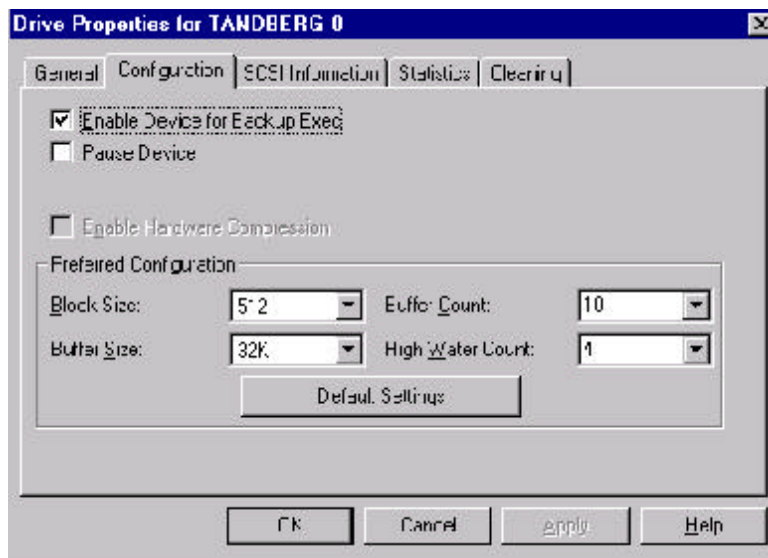 Drive Properties for TANDBERG 0
General Configuration SCSI Information Statistics Cleaning
Enable Device for Backup Exec
Pause Device
Enable Hardware Compression
Preferred Configuration
Block Size: 512 Buffer Count: 10
Buffer Size: 32K High Water Count: 4
Default Settings
OK Cancel Apply Help